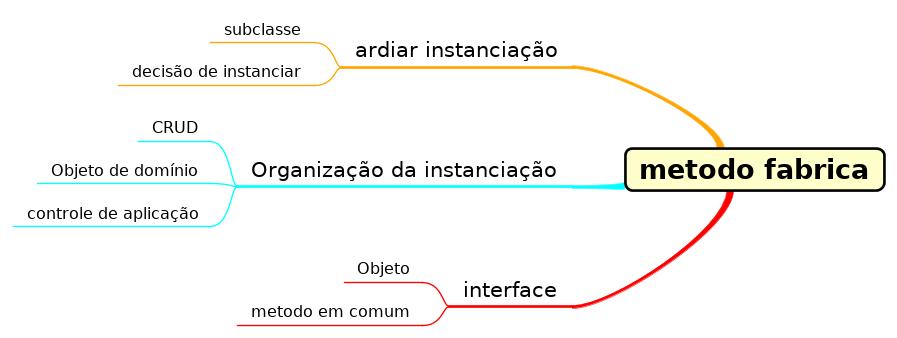 subclasse
ardiar instanciação
decisão de instanciar
CRUD
metodo fabrica
Organização da instanciação
Objeto de domínio
controle de aplicação
Objeto
interface
metodo em comum